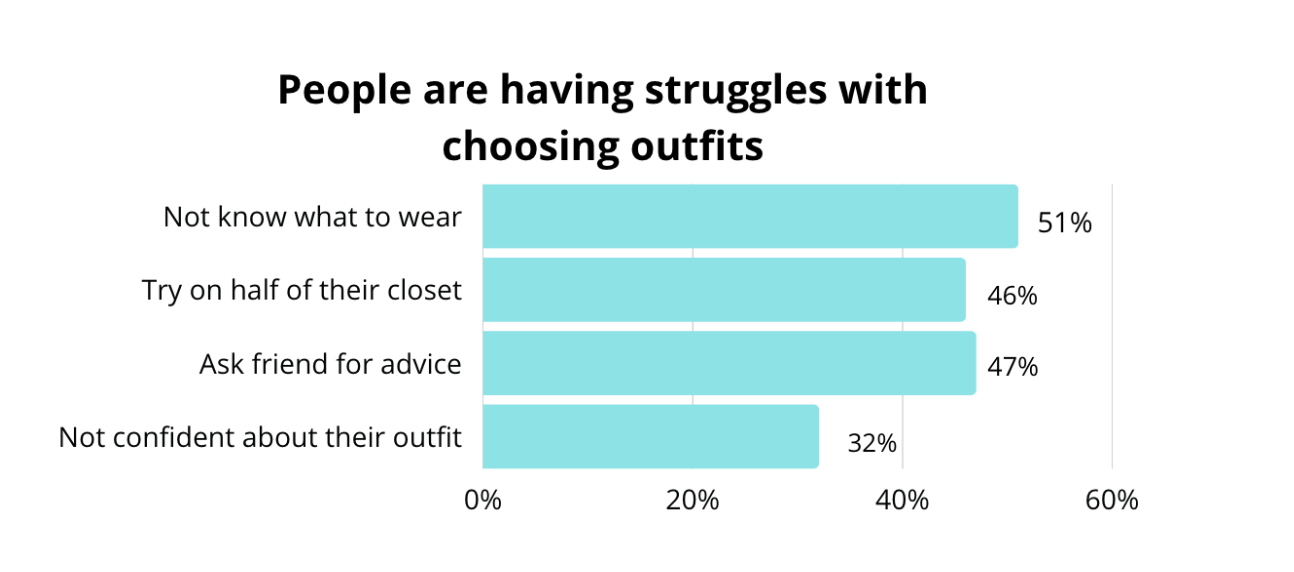 People are having struggles with
choosing outfits
Not know what to wear
51%
Try on half of their closet
46%
Ask friend for advice
47%
Not confident about their outfit
32%
0%
20%
40%
60%